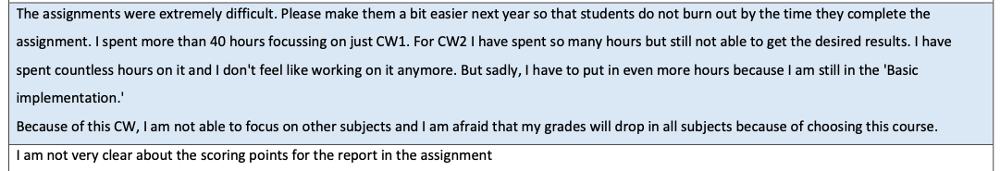 The assignments were extremely difficult. Please make them a bit easier next year so that students do not burn out by the time they complete the
assignment. I spent more than 40 hours focussing on just CW1. For CW2 I have spent so many hours but still not able to get the desired results. I have
spent countless hours on it and I don't feel like working on it anymore. But sadly, I have to put in even more hours because I am still in the 'Basic
implementation.'
Because of this CW, I am not able to focus on other subjects and I am afraid that my grades will drop in all subjects because of choosing this course.
I am not very clear about the scoring points for the report in the assignment